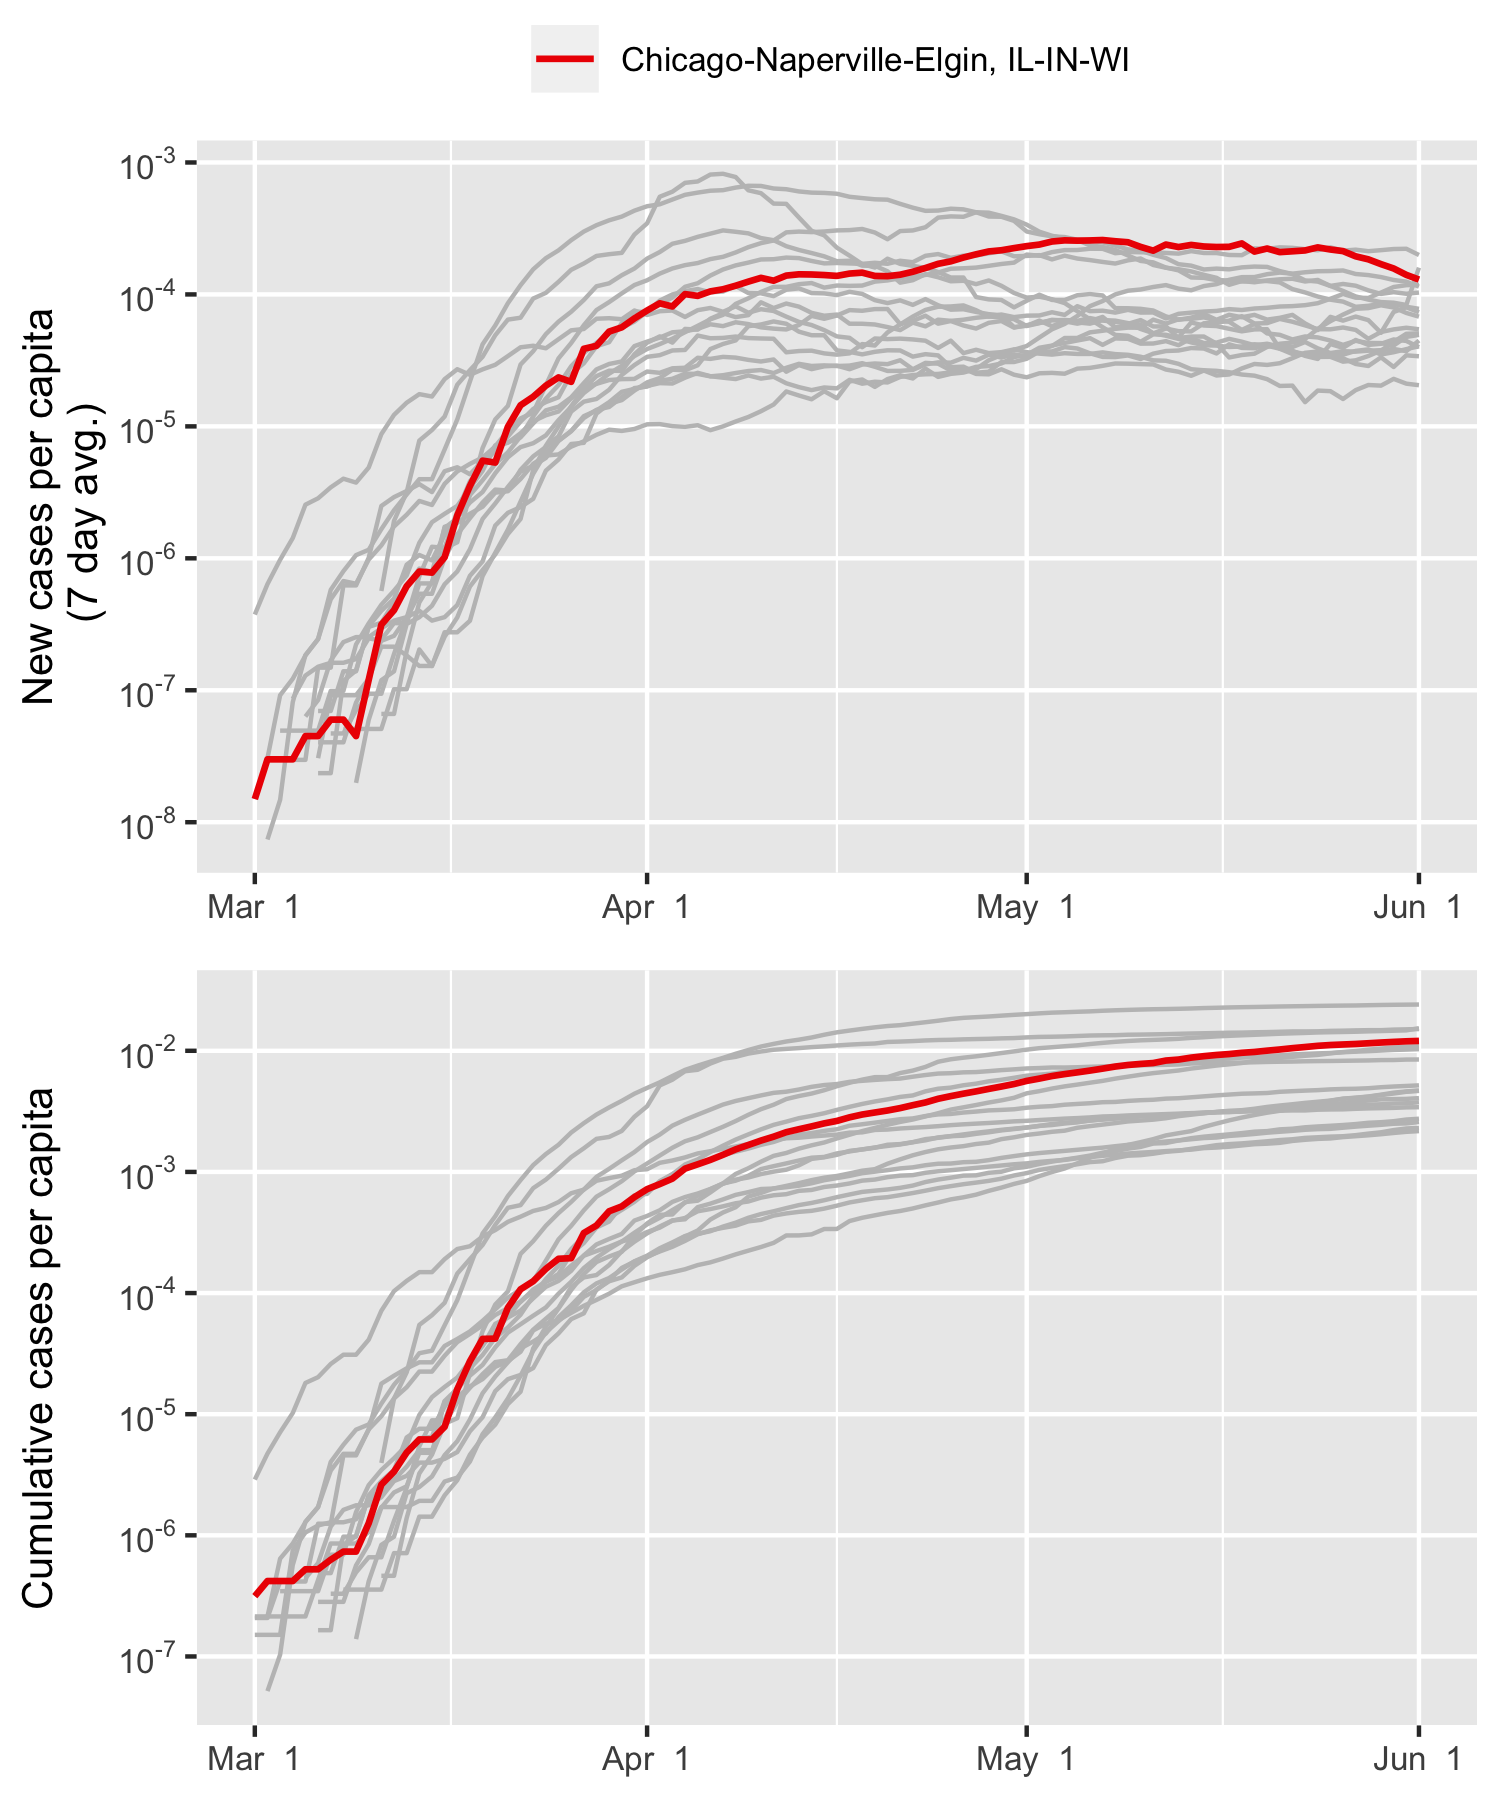 Chicago-Naperville-Elgin, IL-IN-WI
New cases per capita
(7 day avg.)
10⁻³
10⁻⁴
10⁻⁵
10⁻⁶
10⁻⁷
10⁻⁸
Mar 1 Apr 1 May 1 Jun 1
Cumulative cases per capita
10⁻²
10⁻³
10⁻⁴
10⁻⁵
10⁻⁶
10⁻⁷
Mar 1 Apr 1 May 1 Jun 1